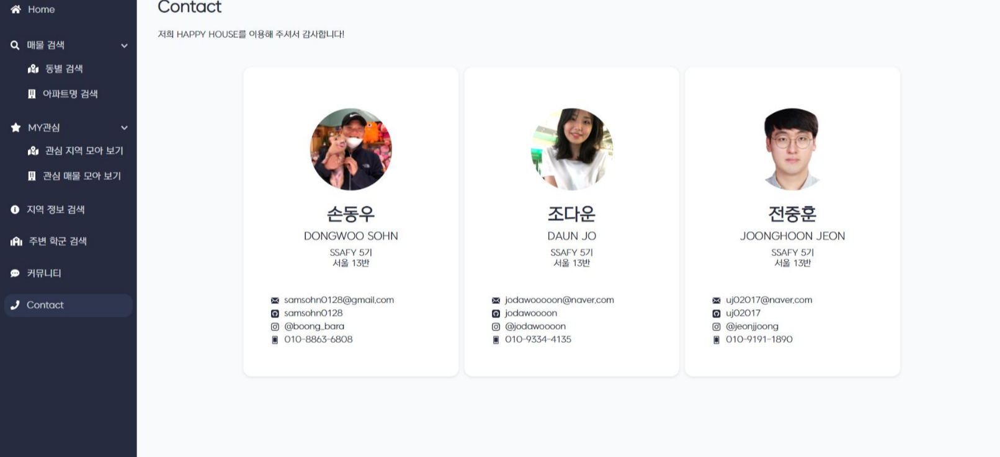 Home
매물 검색
동별 검색
아파트명 검색
MY관심
관심 지역 모아 보기
관심 매물 모아 보기
지역 정보 검색
주변 학군 검색
커뮤니티
Contact
Contact
저희 HAPPY HOUSE를 이용해 주셔서 감사합니다!
손동우
DONGWOO SOHN
SSAFY 5기
서울 13반
samsohn0128@gmail.com
samsohn0128
@boong_bara
010-8863-6808
조다운
DAUN JO
SSAFY 5기
서울 13반
jodawooooon@naver.com
jodawoooon
@jodawoooon
010-9334-4135
전중훈
JOONGHOON JEON
SSAFY 5기
서울 13반
uj02017@naver.com
uj02017
@jeonjjoong
010-9191-1890